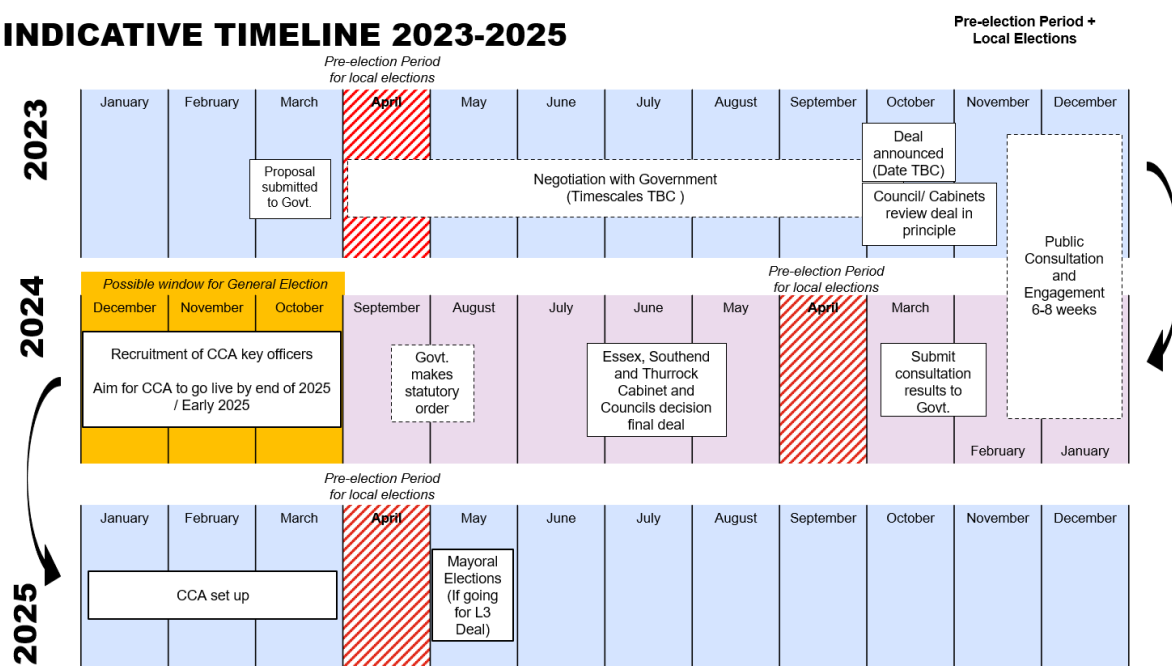 INDICATIVE TIMELINE 2023-2025
Pre-election Period +
Local Elections
Pre-election Period
for local elections
2023
January
February
March
April
May
June
July
August
September
October
November
December
Proposal
submitted
to Govt.
Negotiation with Government
(Timescales TBC )
Deal
announced
(Date TBC)
Council/ Cabinets
review deal in
principle
Public
Consultation
and
Engagement
6-8 weeks
2024
Possible window for General Election
Pre-election Period
for local elections
December
November
October
September
August
July
June
May
April
March
Recruitment of CCA key officers
Aim for CCA to go live by end of 2025
/ Early 2025
Govt.
makes
statutory
order
Essex, Southend
and Thurrock
Cabinet and
Councils decision
final deal
Submit
consultation
results to
Govt.
February
January
Pre-election Period
for local elections
2025
January
February
March
April
May
June
July
August
September
October
November
December
CCA set up
Mayoral
Elections
(If going
for L3
Deal)